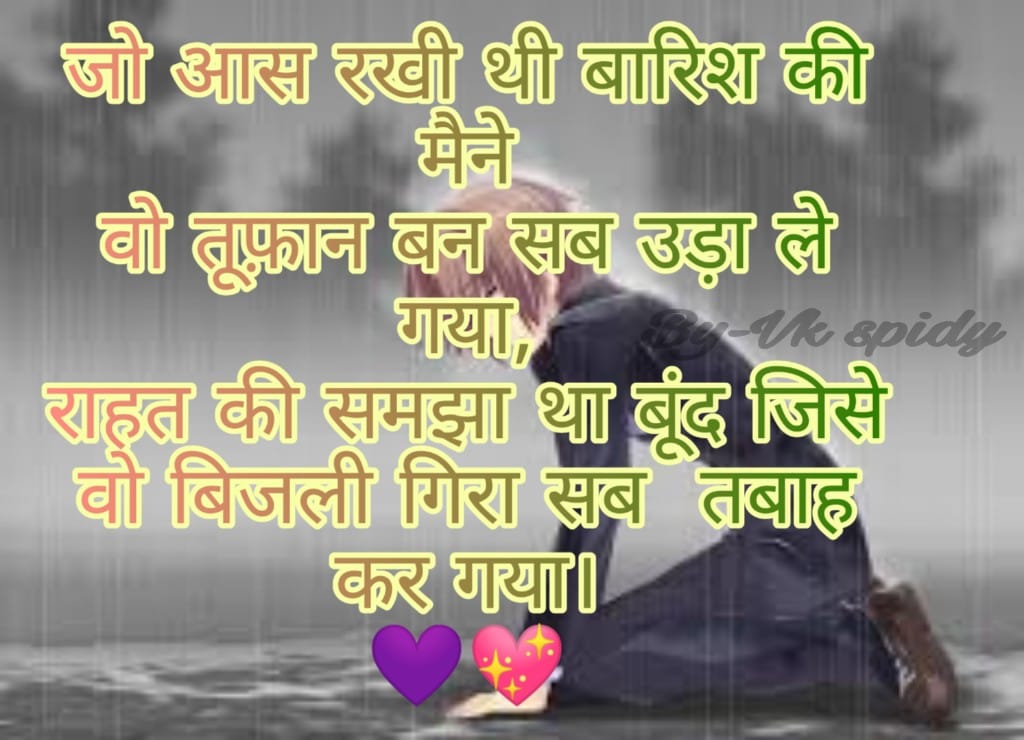 जो आस रखी थी बारिश की
मैने
वो तूफ़ान बन सब उड़ा ले
गया,
By-Vk spidy
राहत की समझा था बूंद जिसे
वो बिजली गिरा सब तबाह
कर गया।
💜💖